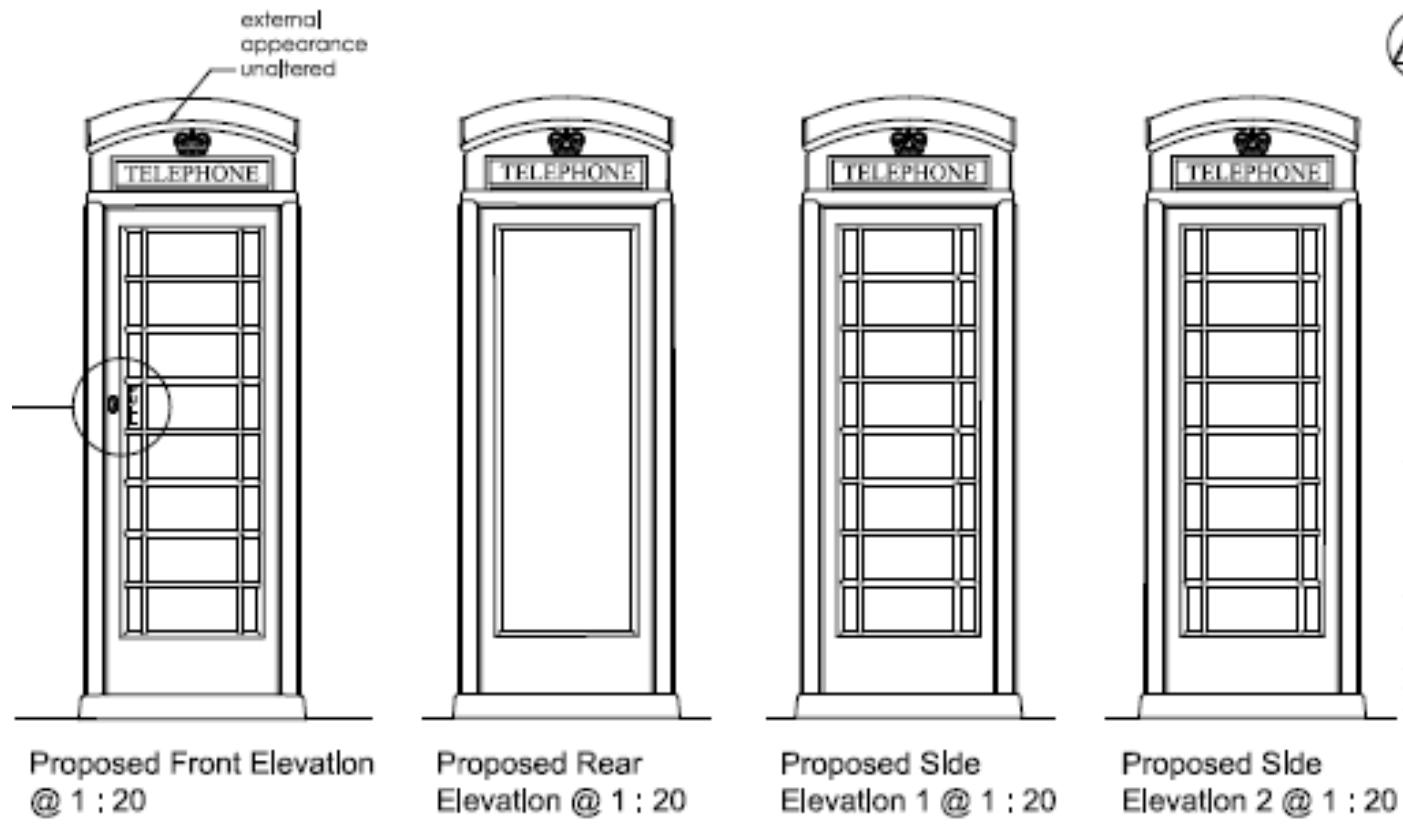 external
appearance
unaltered
TELEPHONE
TELEPHONE
TELEPHONE
TELEPHONE
Proposed Front Elevation
@ 1 : 20
Proposed Rear
Elevation @ 1 : 20
Proposed Side
Elevation 1 @ 1 : 20
Proposed Side
Elevation 2 @ 1 : 20